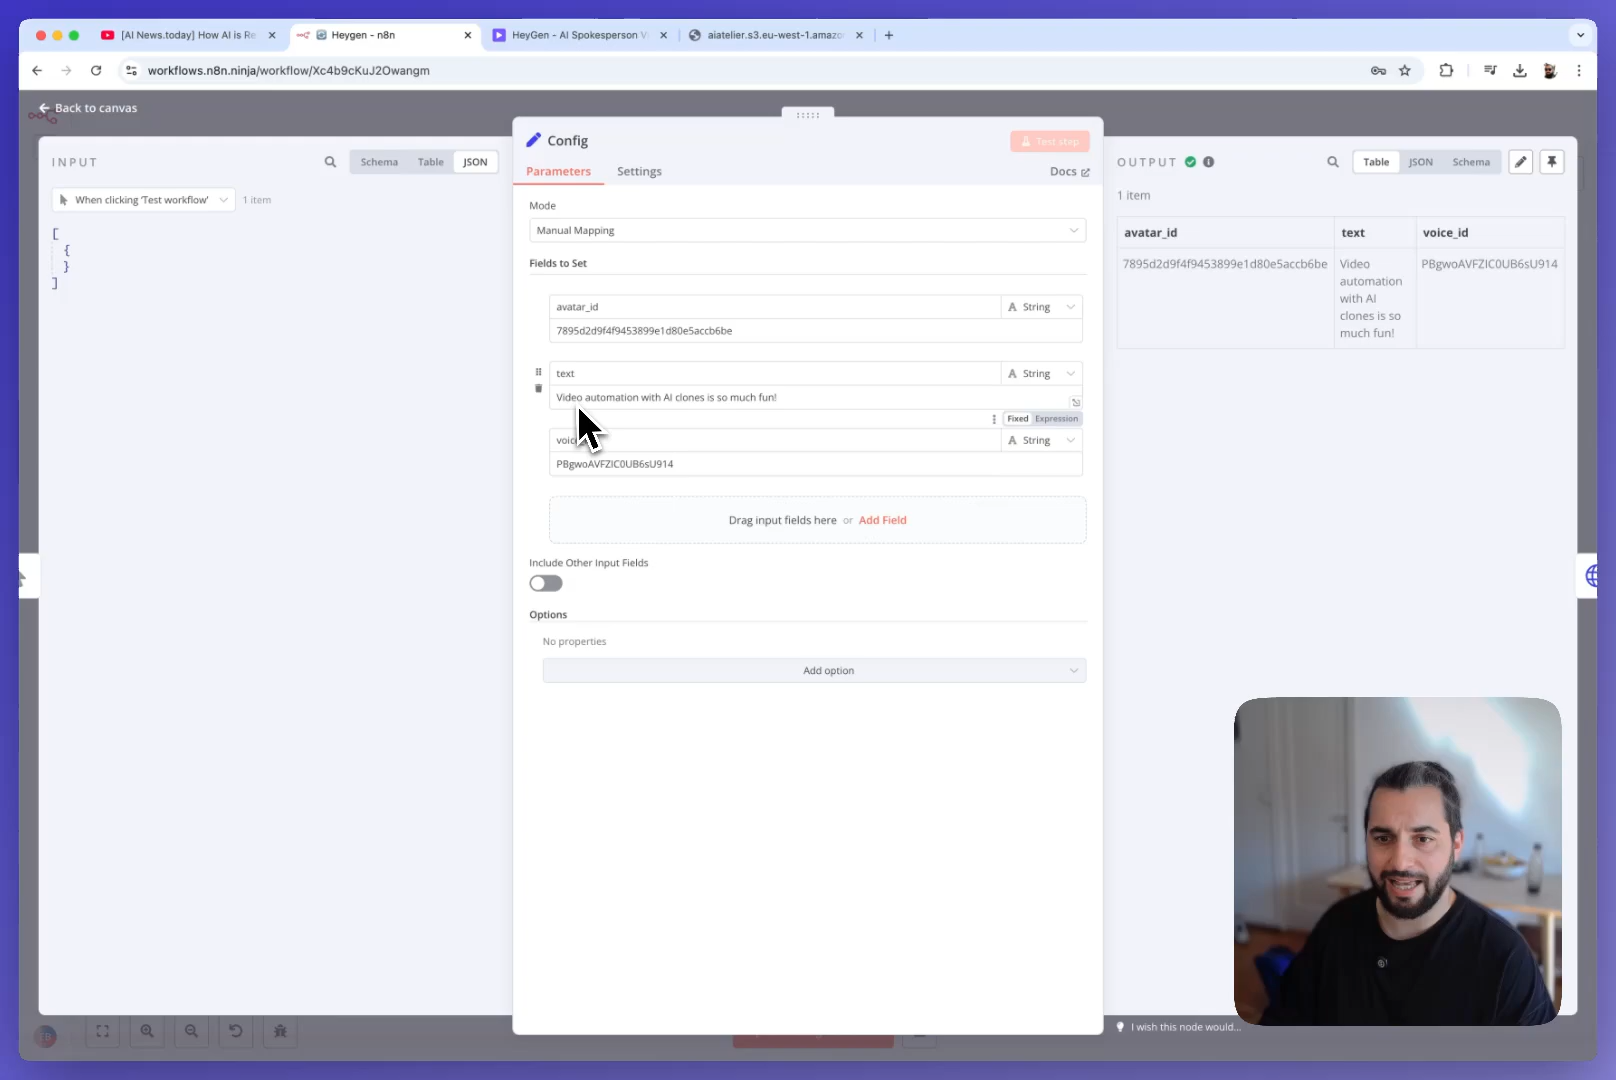 [AI News.today] How AI is Re
Heygen - n8n
HeyGen - AI Spokesperson V
aiatelier.s3.eu-west-1.amazo
workflows.n8n.ninja/workflow/Xc4b9cKuJ2Owangm
Back to canvas
INPUT
Schema
Table
JSON
When clicking 'Test workflow'
1 item
[
{
}
]
Config
Test step
Parameters
Settings
Docs
Mode
Manual Mapping
Fields to Set
avatar_id
String
7895d2d9f4f9453899e1d80e5accb6be
text
String
Video automation with AI clones is so much fun!
Fixed
Expression
voic
String
PBgwoAVFZIC0UB6sU914
Drag input fields here or Add Field
Include Other Input Fields
Options
No properties
Add option
OUTPUT
Table
JSON
Schema
1 item
avatar_id
text
voice_id
7895d2d9f4f9453899e1d80e5accb6be
Video
automation
with AI
clones is so
much fun!
PBgwoAVFZIC0UB6sU914
I wish this node would...